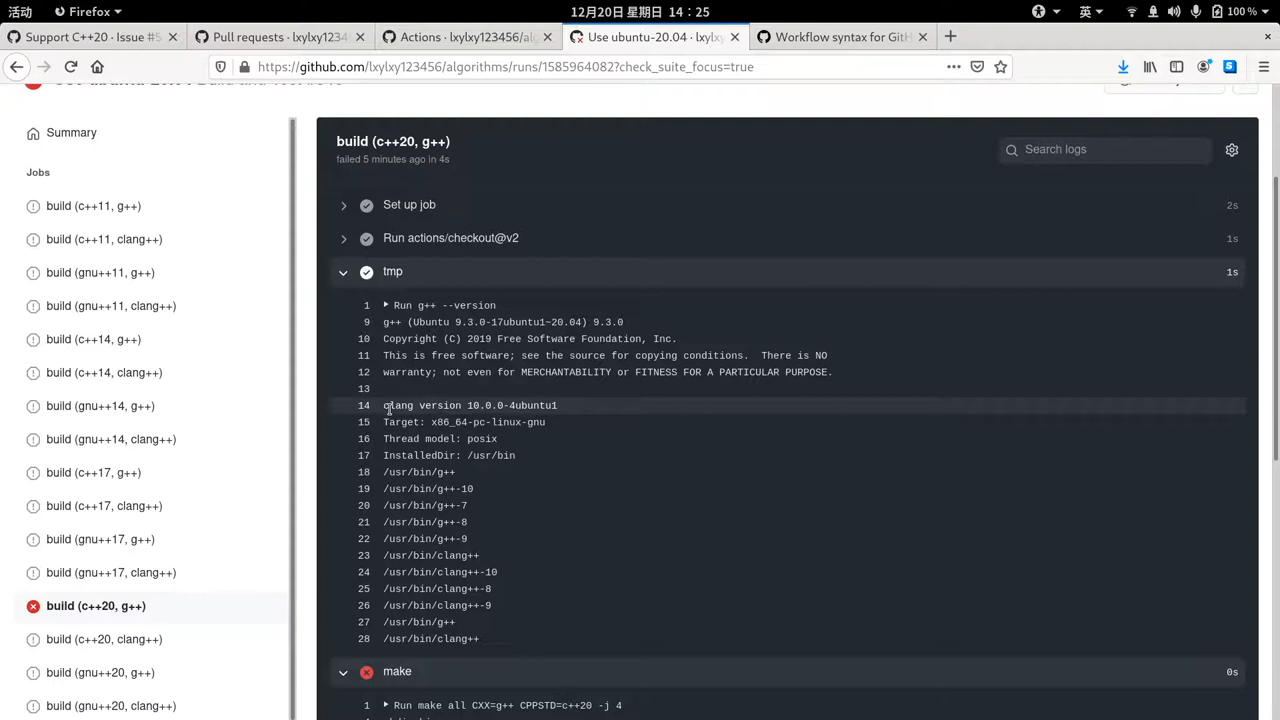 活动
Firefox
12月20日 星期日 14：25
英
100 %
Support C++20 · Issue #5
Pull requests · lxylxy1234
Actions · lxylxy123456/al
Use ubuntu-20.04 · lxylxy
Workflow syntax for GitH
https://github.com/lxylxy123456/algorithms/runs/1585964082?check_suite_focus=true
Summary
Jobs
build (c++11, g++)
build (c++11, clang++)
build (gnu++11, g++)
build (gnu++11, clang++)
build (c++14, g++)
build (c++14, clang++)
build (gnu++14, g++)
build (gnu++14, clang++)
build (c++17, g++)
build (c++17, clang++)
build (gnu++17, g++)
build (gnu++17, clang++)
build (c++20, g++)
build (c++20, clang++)
build (gnu++20, g++)
build (gnu++20, clang++)
build (c++20, g++)
failed 5 minutes ago in 4s
Search logs
Set up job 2s
Run actions/checkout@v2 1s
tmp 1s
1 Run g++ --version
9 g++ (Ubuntu 9.3.0-17ubuntu1~20.04) 9.3.0
10 Copyright (C) 2019 Free Software Foundation, Inc.
11 This is free software; see the source for copying conditions.  There is NO
12 warranty; not even for MERCHANTABILITY or FITNESS FOR A PARTICULAR PURPOSE.
13
14 clang version 10.0.0-4ubuntu1
15 Target: x86_64-pc-linux-gnu
16 Thread model: posix
17 InstalledDir: /usr/bin
18 /usr/bin/g++
19 /usr/bin/g++-10
20 /usr/bin/g++-7
21 /usr/bin/g++-8
22 /usr/bin/g++-9
23 /usr/bin/clang++
24 /usr/bin/clang++-10
25 /usr/bin/clang++-8
26 /usr/bin/clang++-9
27 /usr/bin/g++
28 /usr/bin/clang++
make 0s
1 Run make all CXX=g++ CPPSTD=c++20 -j 4